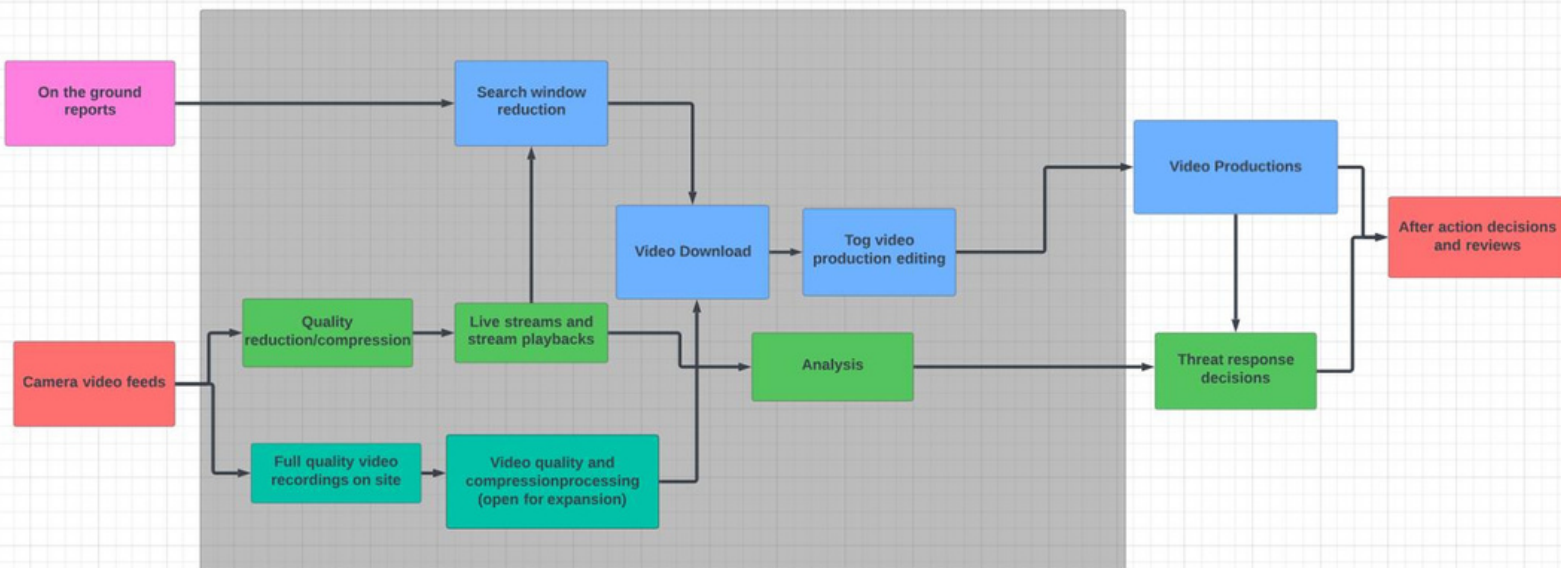 On the ground
reports
Search window
reduction
Video Productions
After action decisions
and reviews
Video Download
Tog video
production editing
Quality
reduction/compression
Live streams and
stream playbacks
Analysis
Threat response
decisions
Camera video feeds
Full quality video
recordings on site
Video quality and
compressionprocessing
(open for expansion)